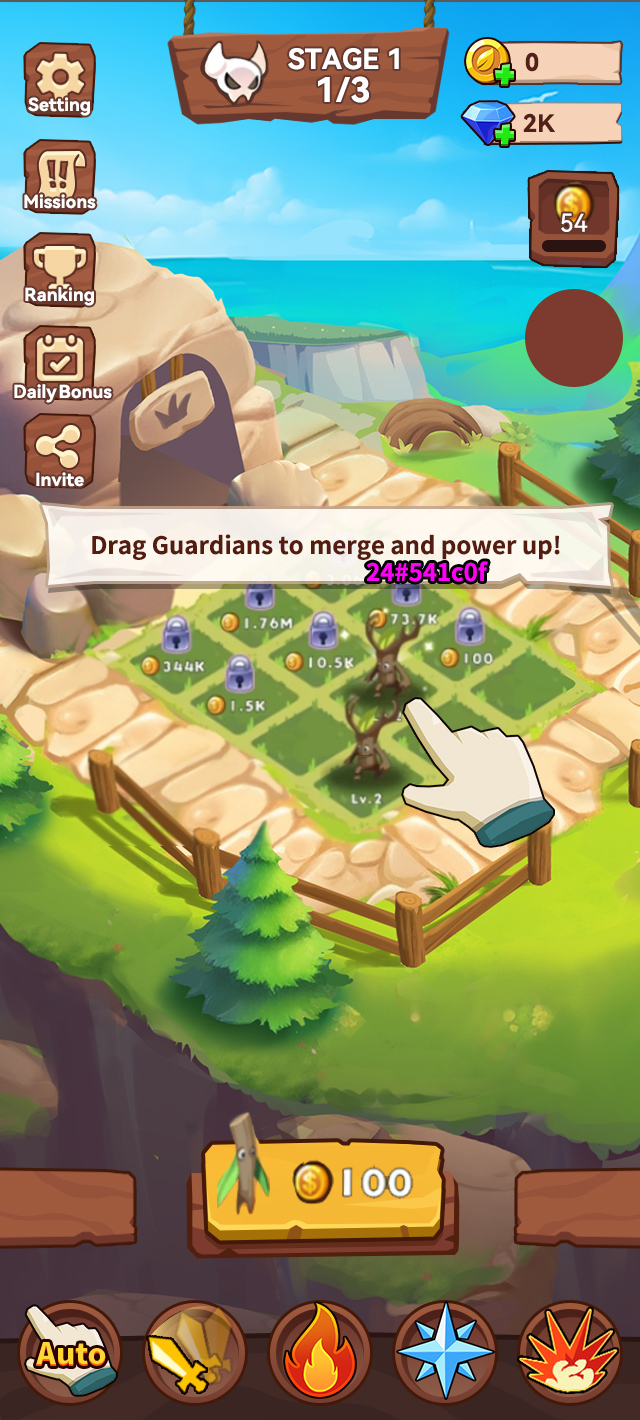 STAGE 1
1/3
0
2K
Setting
Missions
54
Ranking
Daily Bonus
Invite
Drag Guardians to merge and power up!
24#541c0f
1.76M
73.7K
344K
10.5K
100
1.5K
Lv.2
100
Auto